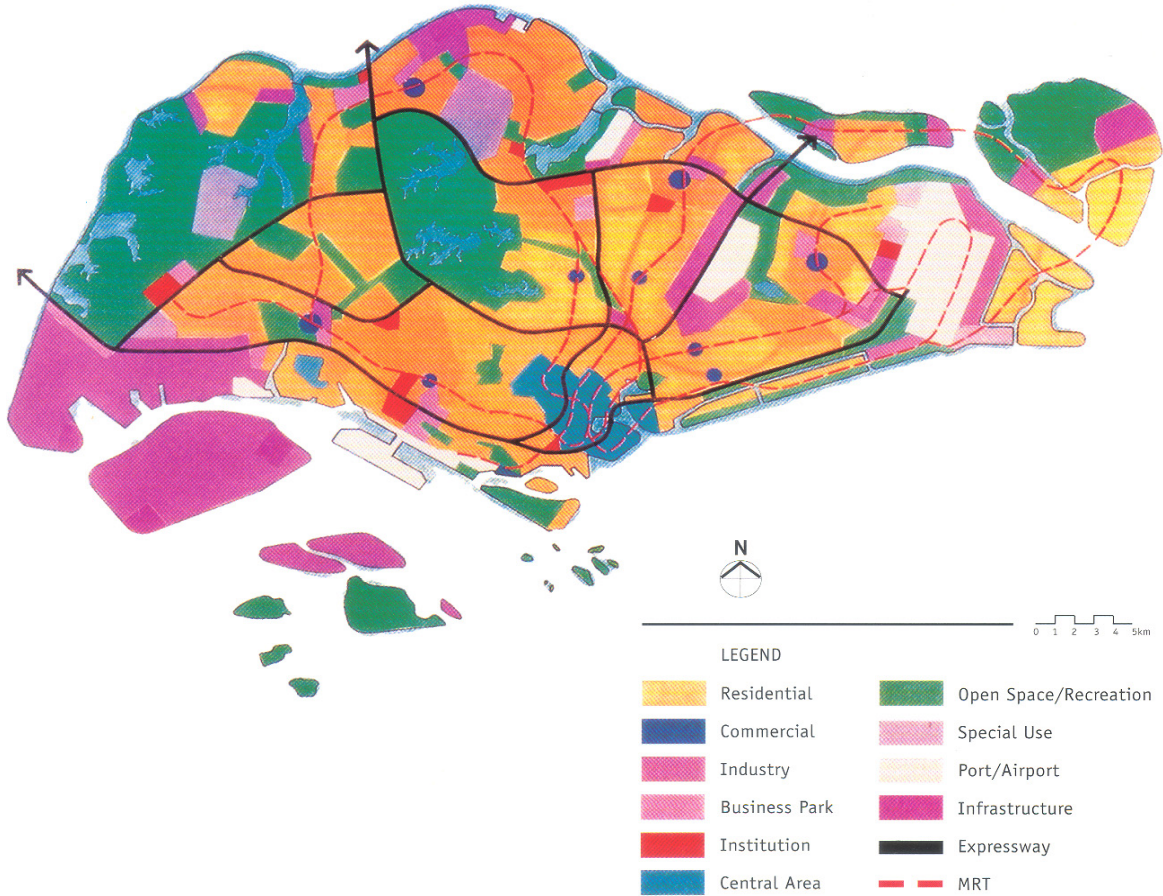 N
0 1 2 3 4 5km
LEGEND
Residential
Commercial
Industry
Business Park
Institution
Central Area
Open Space/Recreation
Special Use
Port/Airport
Infrastructure
Expressway
MRT